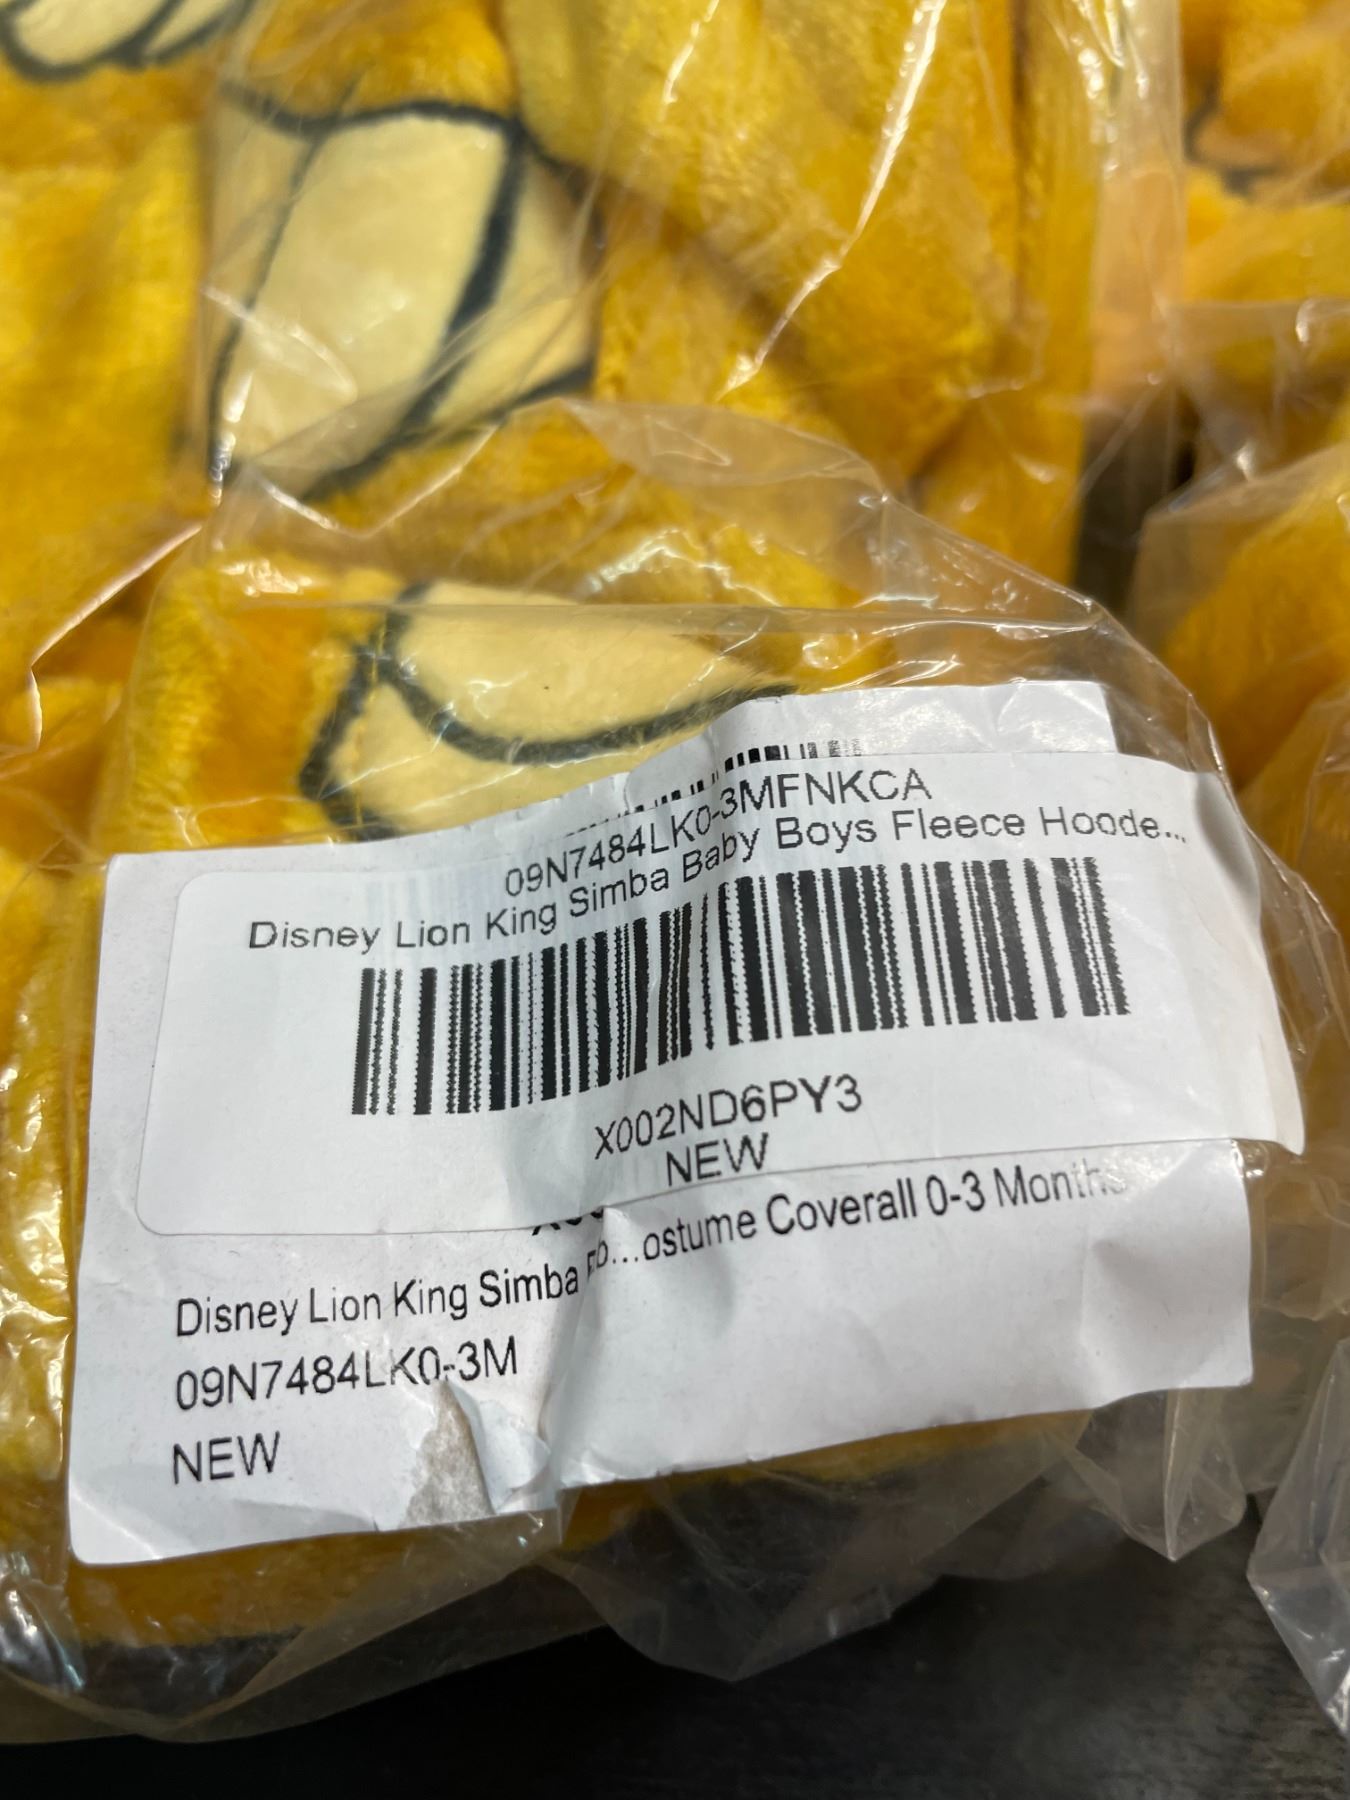 09N7484LK0-3MFNKCA
Disney Lion King Simba Baby Boys Fleece Hoode...
X002ND6PY3
NEW
Disney Lion King Simba ...ostume Coverall 0-3 Months
09N7484LK0-3M
NEW